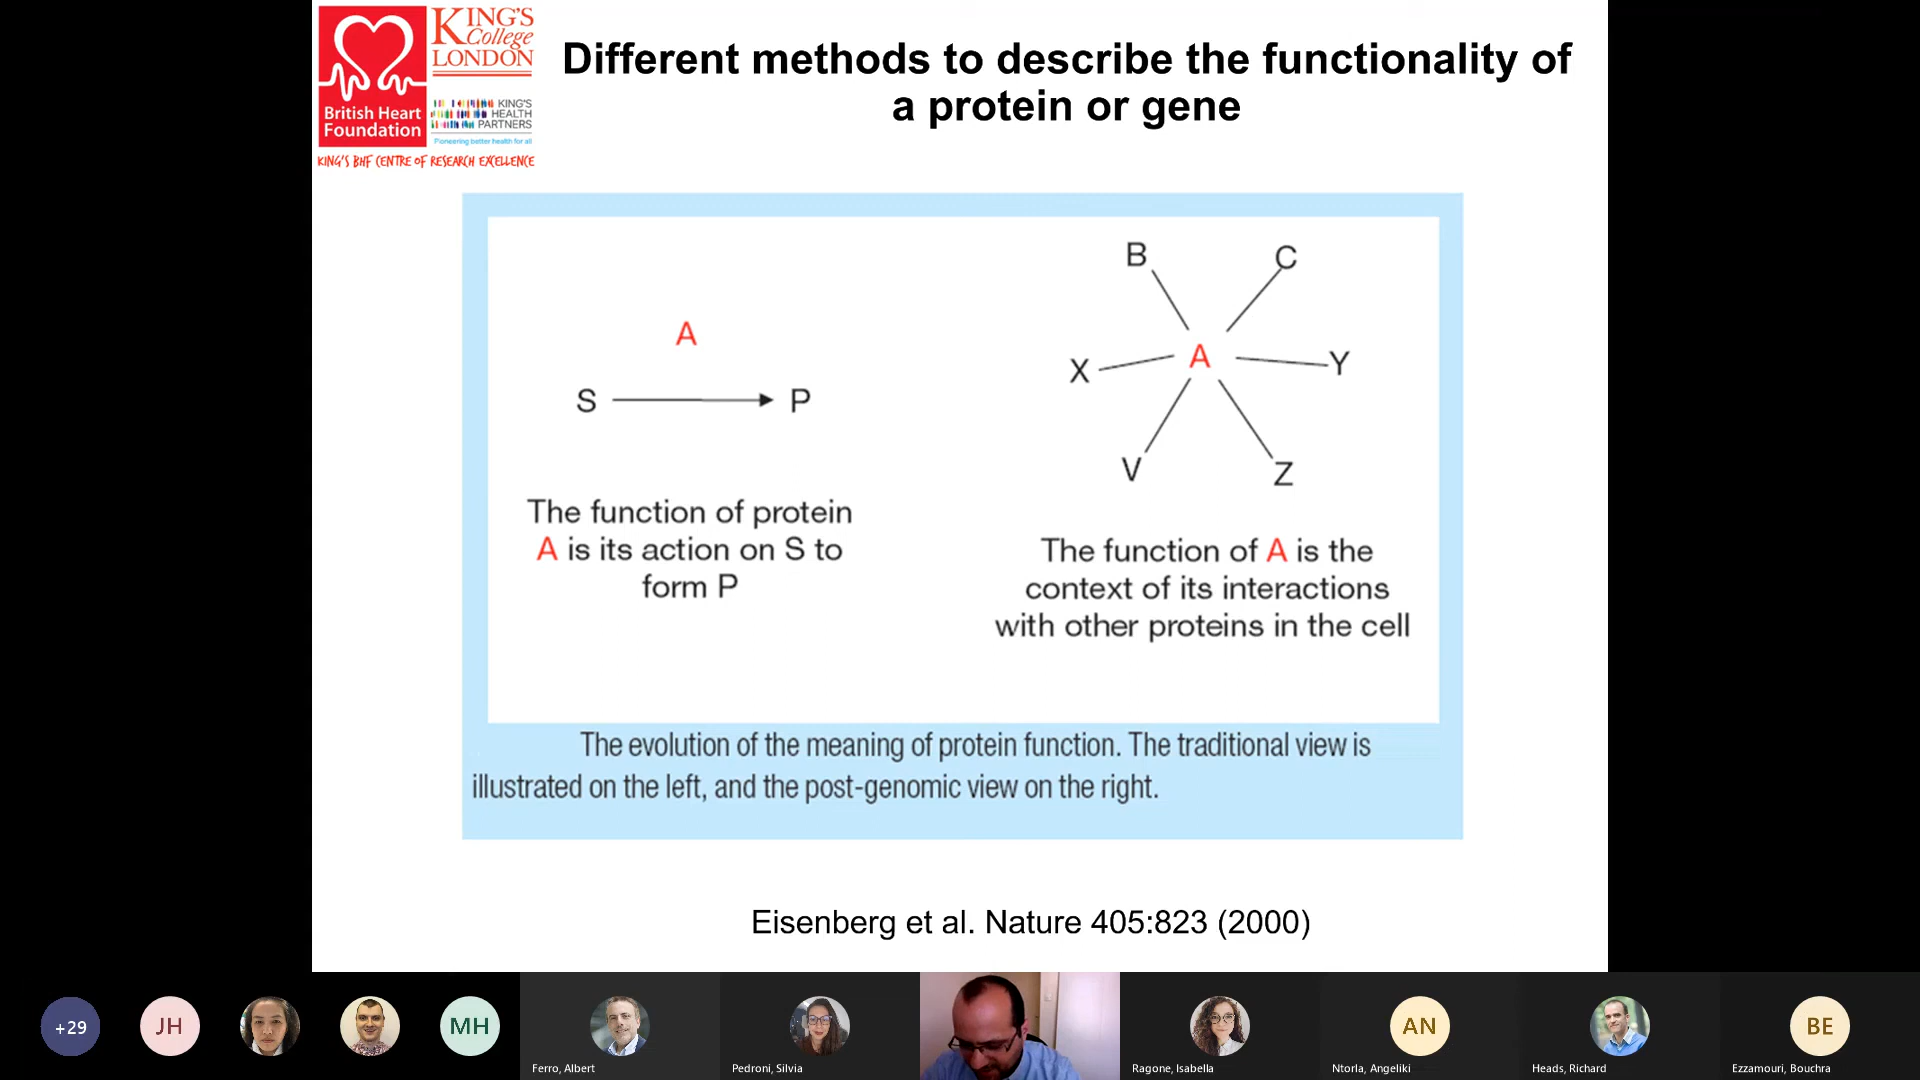 British Heart
Foundation
KING'S
College
LONDON
KING'S
HEALTH
PARTNERS
Pioneering better health for all
KING'S BHF CENTRE OF RESEARCH EXCELLENCE
Different methods to describe the functionality of
a protein or gene
A
S
P
The function of protein
A is its action on S to
form P
B
C
X
A
Y
V
Z
The function of A is the
context of its interactions
with other proteins in the cell
The evolution of the meaning of protein function. The traditional view is
illustrated on the left, and the post-genomic view on the right.
Eisenberg et al. Nature 405:823 (2000)
+29
JH
MH
Ferro, Albert
Pedroni, Silvia
Ragone, Isabella
AN
Ntorla, Angeliki
Heads, Richard
BE
Ezzamouri, Bouchra